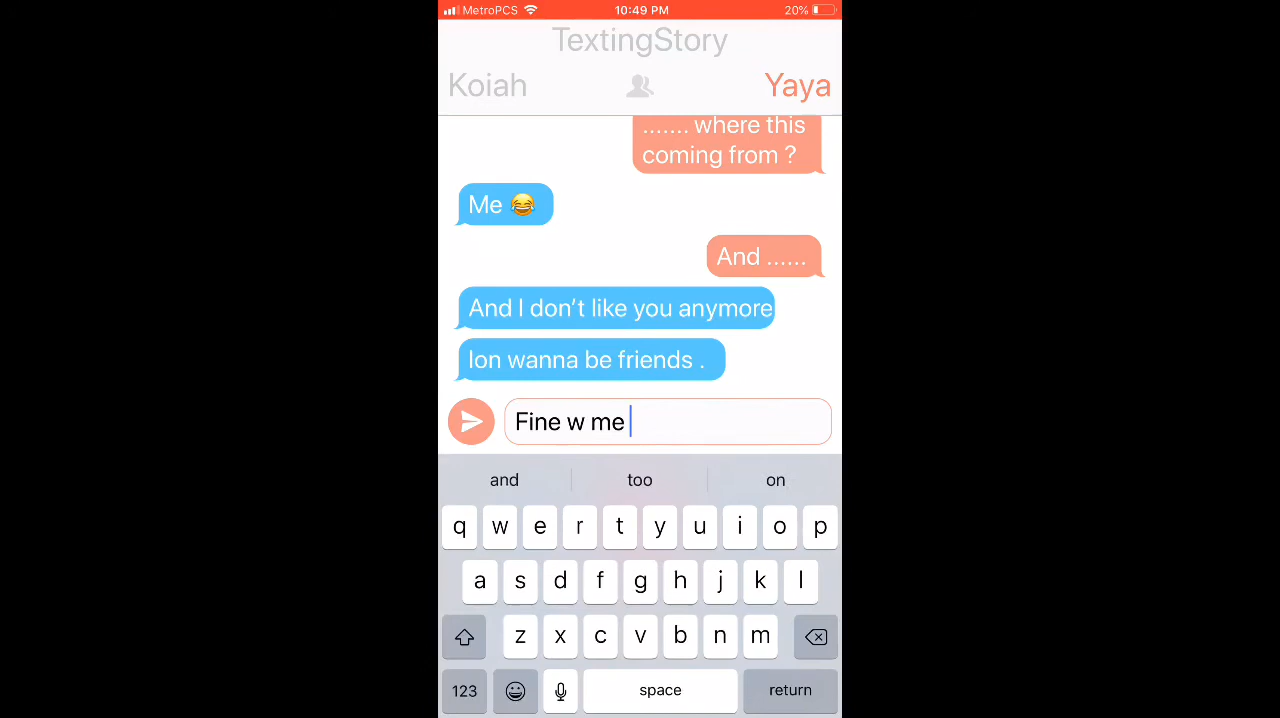 MetroPCS 10:49 PM 20%
TextingStory
Koiah Yaya
....... where this
coming from ?
Me 😂
And ......
And I don’t like you anymore
Ion wanna be friends .
Fine w me
and too on
q w e r t y u i o p
a s d f g h j k l
z x c v b n m
123 space return